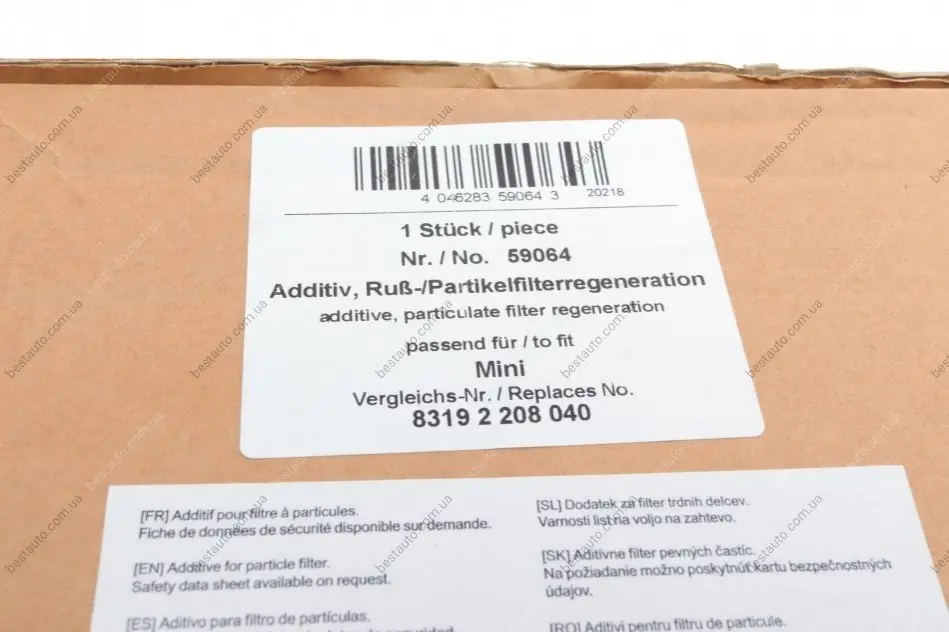 4 046283 59064 3
20218
1 Stück / piece
Nr. / No. 59064
Additiv, Ruß-/Partikelfilterregeneration
additive, particulate filter regeneration
passend für / to fit
Mini
Vergleichs-Nr. / Replaces No.
8319 2 208 040
[FR] Additif pour filtre à particules.
Fiche de données de sécurité disponible sur demande.
[EN] Additive for particle filter.
Safety data sheet available on request.
[ES] Aditivo para filtro de partículas.
[SL] Dodatek za filter trdnih delcev.
Varnosti list na voljo na zahtevo.
[SK] Aditívne filter pevných častíc.
Na požiadanie možno poskytnúť kartu bezpečnostných
údajov.
[RO] Aditivi pentru filtru de particule.
bestauto.com.ua